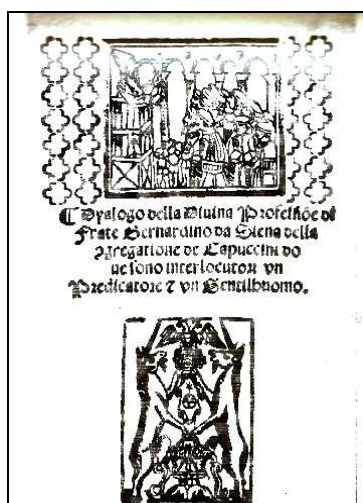 ¶ Dyalogo della Diuina Professiõe di
Frate Bernardino da Siena della
Agregatione de Capuccini do
ue sono interlocutori vn
Predicatore ⁊ vn Gentilhuomo.